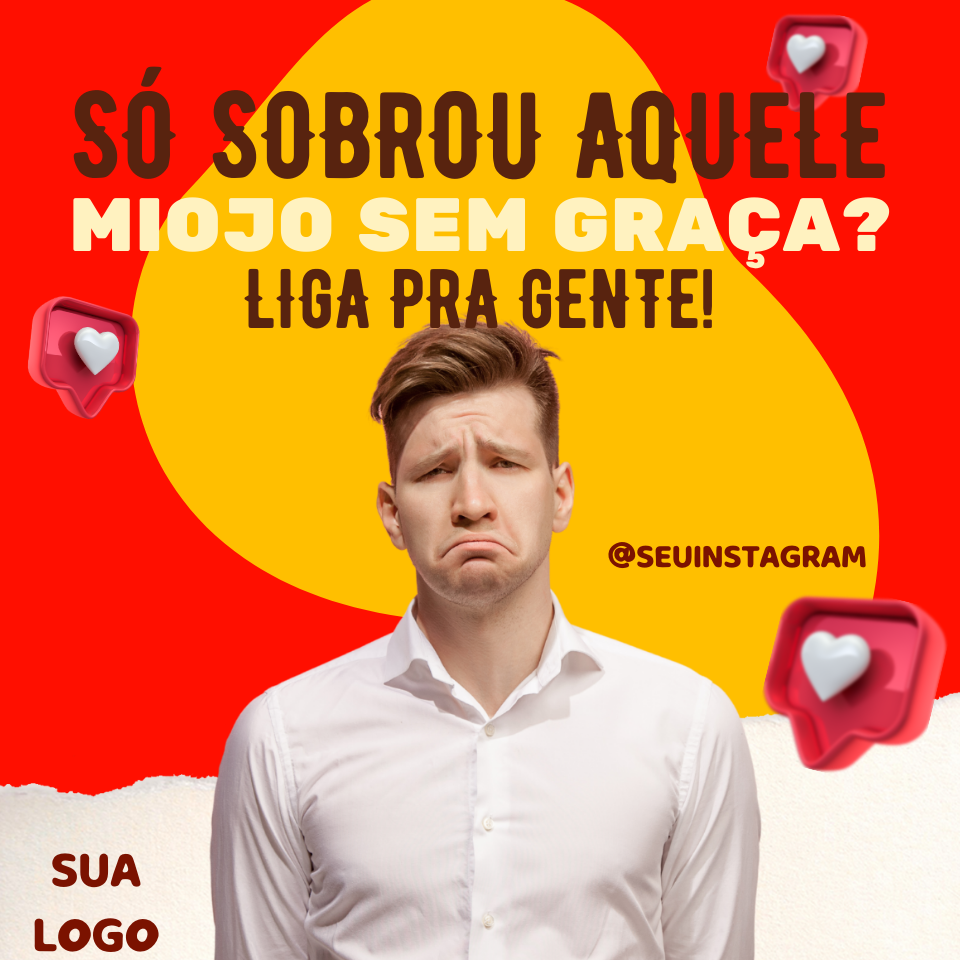 SÓ SOBROU AQUELE
MIOJO SEM GRAÇA?
LIGA PRA GENTE!
@SEUINSTAGRAM
SUA
LOGO